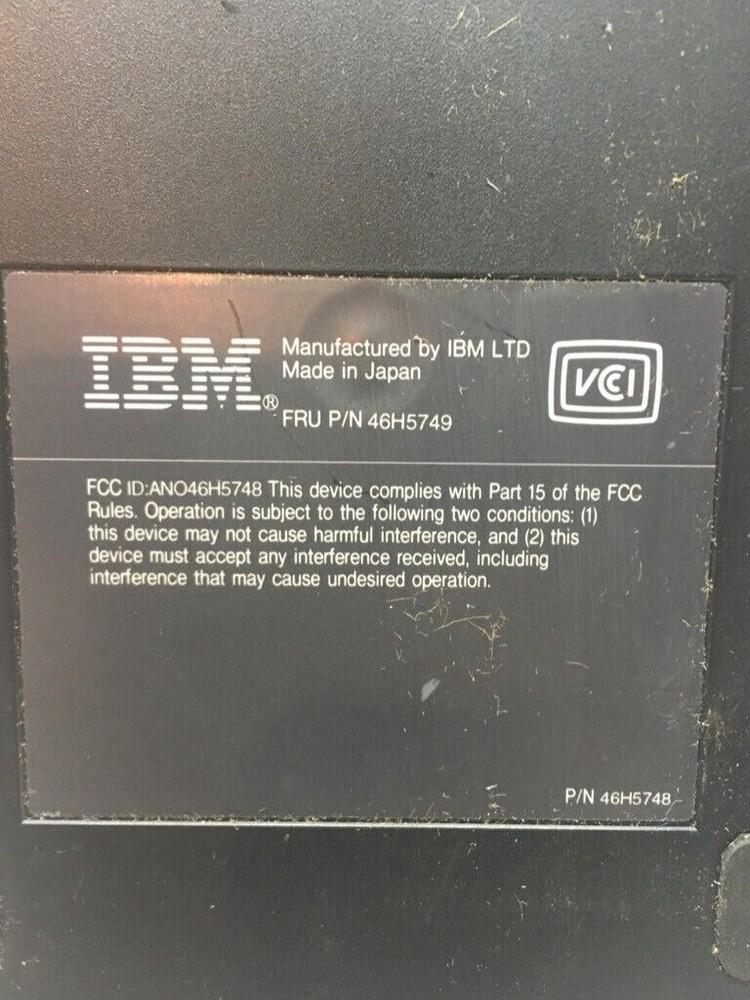 IBM®
Manufactured by IBM LTD
Made in Japan
FRU P/N 46H5749
VCI
FCC ID:ANO46H5748 This device complies with Part 15 of the FCC
Rules. Operation is subject to the following two conditions: (1)
this device may not cause harmful interference, and (2) this
device must accept any interference received, including
interference that may cause undesired operation.
P/N 46H5748